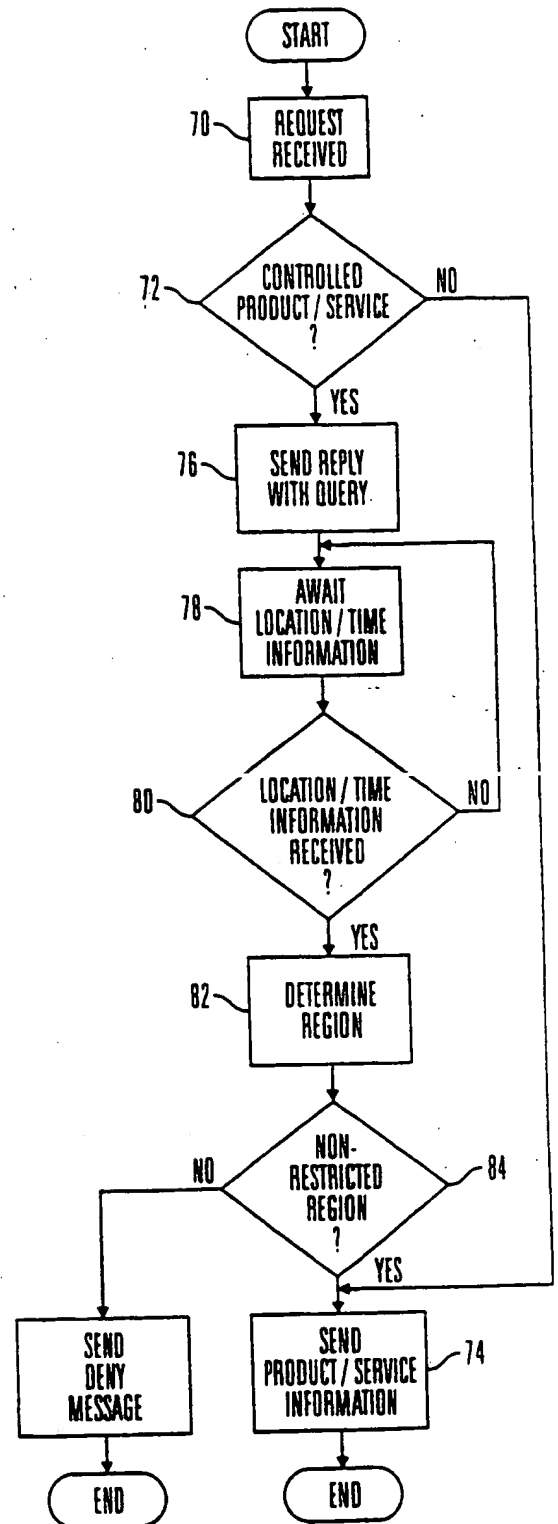 START
70
REQUEST
RECEIVED
72
CONTROLLED
PRODUCT / SERVICE
?
NO
YES
76
SEND REPLY
WITH QUERY
78
AWAIT
LOCATION / TIME
INFORMATION
80
LOCATION / TIME
INFORMATION
RECEIVED
?
NO
YES
82
DETERMINE
REGION
NON-
RESTRICTED
REGION
?
84
NO
YES
SEND
DENY
MESSAGE
SEND
PRODUCT / SERVICE
INFORMATION
74
END
END